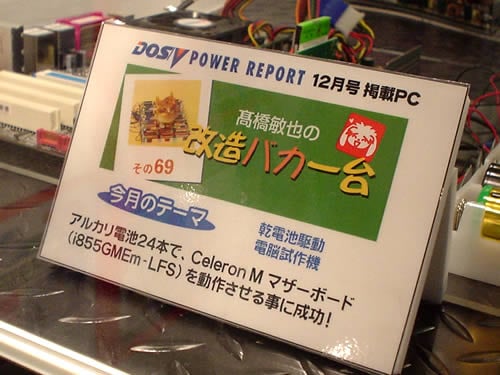 DOS/V POWER REPORT 12月号 掲載PC
高橋敏也の
改造バカ一台
その69
今月のテーマ
乾電池駆動
電脳試作機
アルカリ電池24本で、Celeron M マザーボード
(i855GMEm-LFS) を動作させる事に成功!